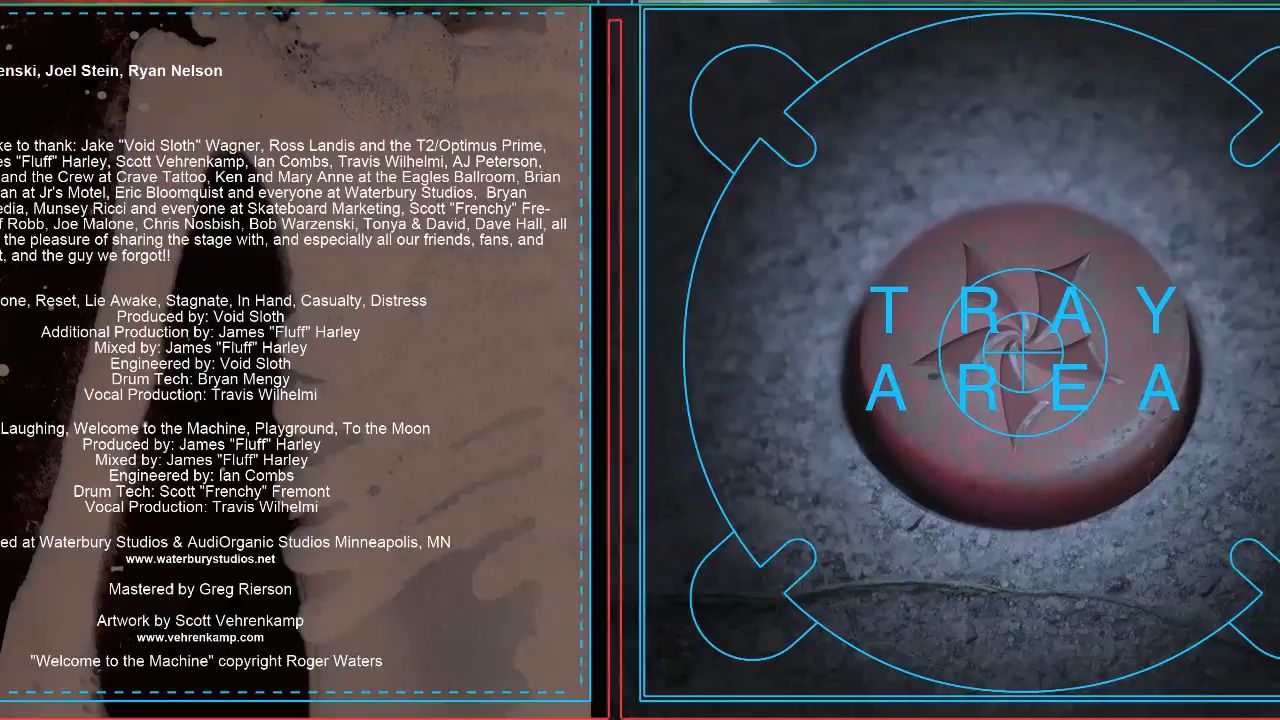 enski, Joel Stein, Ryan Nelson
ke to thank: Jake "Void Sloth" Wagner, Ross Landis and the T2/Optimus Prime,
es "Fluff" Harley, Scott Vehrenkamp, Ian Combs, Travis Wilhelmi, AJ Peterson,
and the Crew at Crave Tattoo, Ken and Mary Anne at the Eagles Ballroom, Brian
an at Jr's Motel, Eric Bloomquist and everyone at Waterbury Studios, Bryan
edia, Munsey Ricci and everyone at Skateboard Marketing, Scott "Frenchy" Fre-
f Robb, Joe Malone, Chris Nosbish, Bob Warzenski, Tonya & David, Dave Hall, all
the pleasure of sharing the stage with, and especially all our friends, fans, and
t, and the guy we forgot!!
one, Reset, Lie Awake, Stagnate, In Hand, Casualty, Distress
Produced by: Void Sloth
Additional Production by: James "Fluff" Harley
Mixed by: James "Fluff" Harley
Engineered by: Void Sloth
Drum Tech: Bryan Mengy
Vocal Production: Travis Wilhelmi
Laughing, Welcome to the Machine, Playground, To the Moon
Produced by: James "Fluff" Harley
Mixed by: James "Fluff" Harley
Engineered by: Ian Combs
Drum Tech: Scott "Frenchy" Fremont
Vocal Production: Travis Wilhelmi
ed at Waterbury Studios & AudiOrganic Studios Minneapolis, MN
www.waterburystudios.net
Mastered by Greg Rierson
Artwork by Scott Vehrenkamp
www.vehrenkamp.com
"Welcome to the Machine" copyright Roger Waters
TRAY
AREA